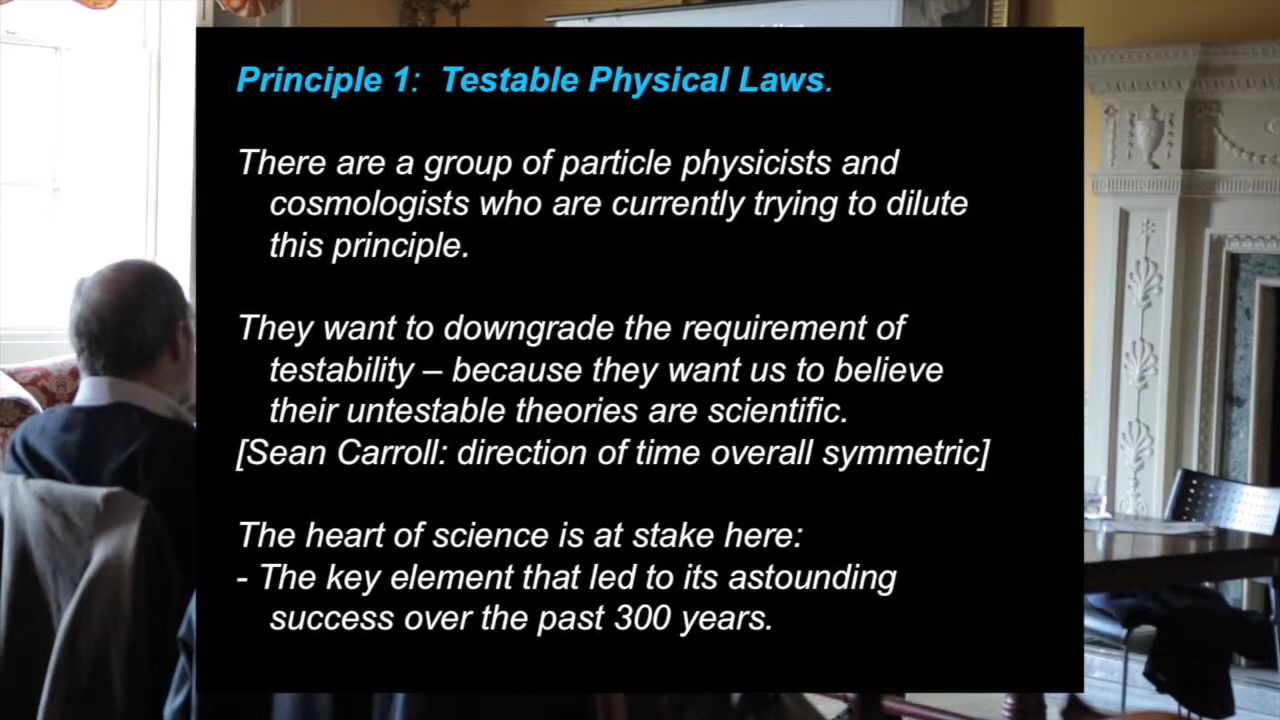 Principle 1: Testable Physical Laws.
There are a group of particle physicists and
cosmologists who are currently trying to dilute
this principle.
They want to downgrade the requirement of
testability – because they want us to believe
their untestable theories are scientific.
[Sean Carroll: direction of time overall symmetric]
The heart of science is at stake here:
- The key element that led to its astounding
success over the past 300 years.